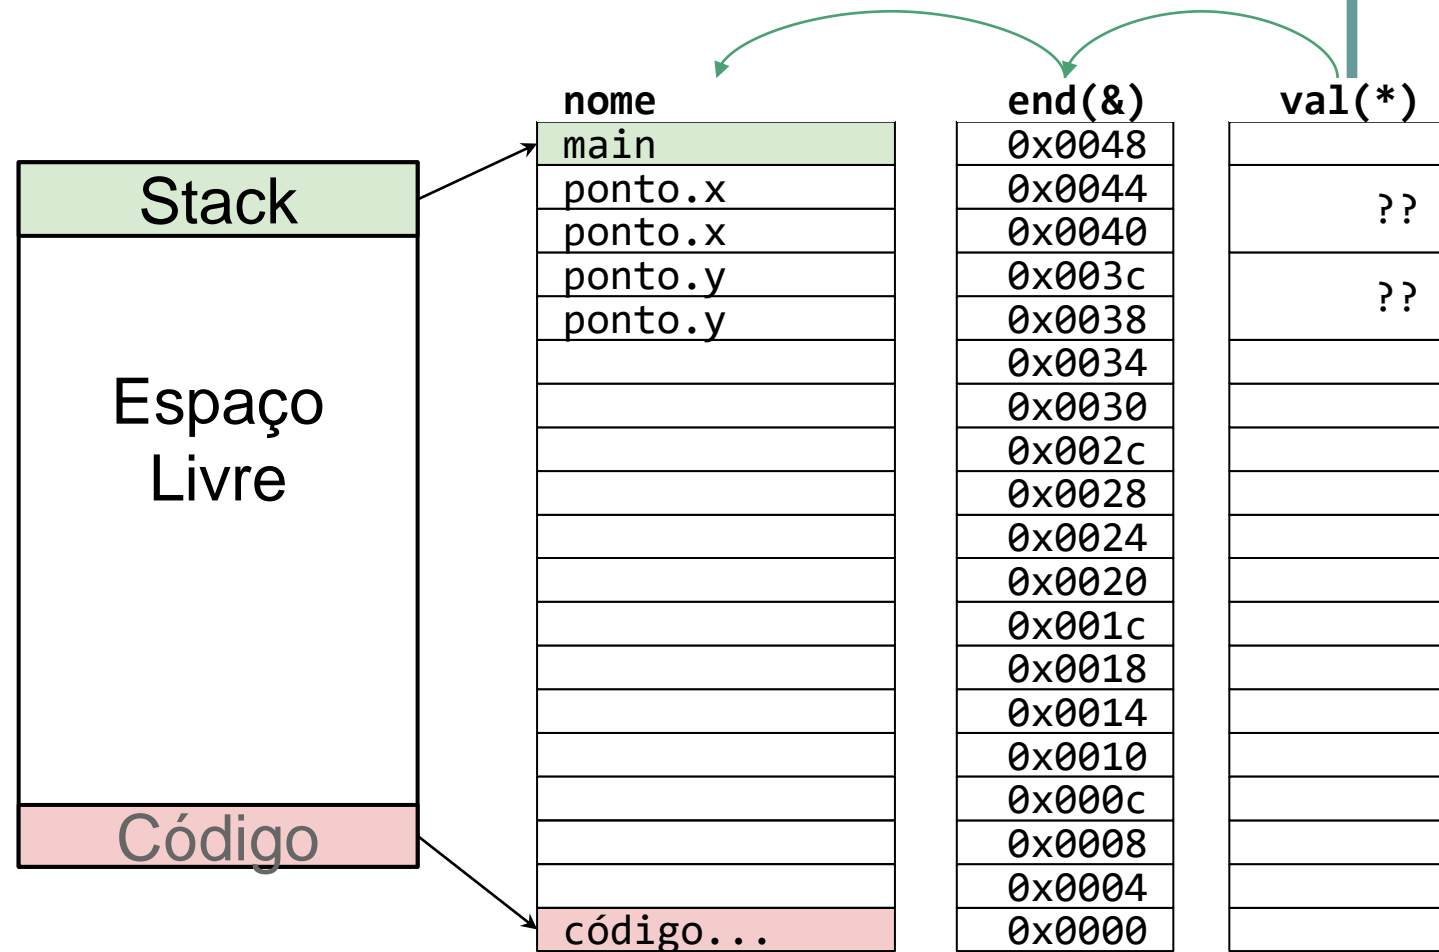 nome end(&) val(*)
main 0x0048
Stack
ponto.x 0x0044
??
ponto.x 0x0040
ponto.y 0x003c
??
ponto.y 0x0038
0x0034
Espaço
Livre
0x0030
0x002c
0x0028
0x0024
0x0020
0x001c
0x0018
0x0014
0x0010
0x000c
Código
0x0008
0x0004
código... 0x0000